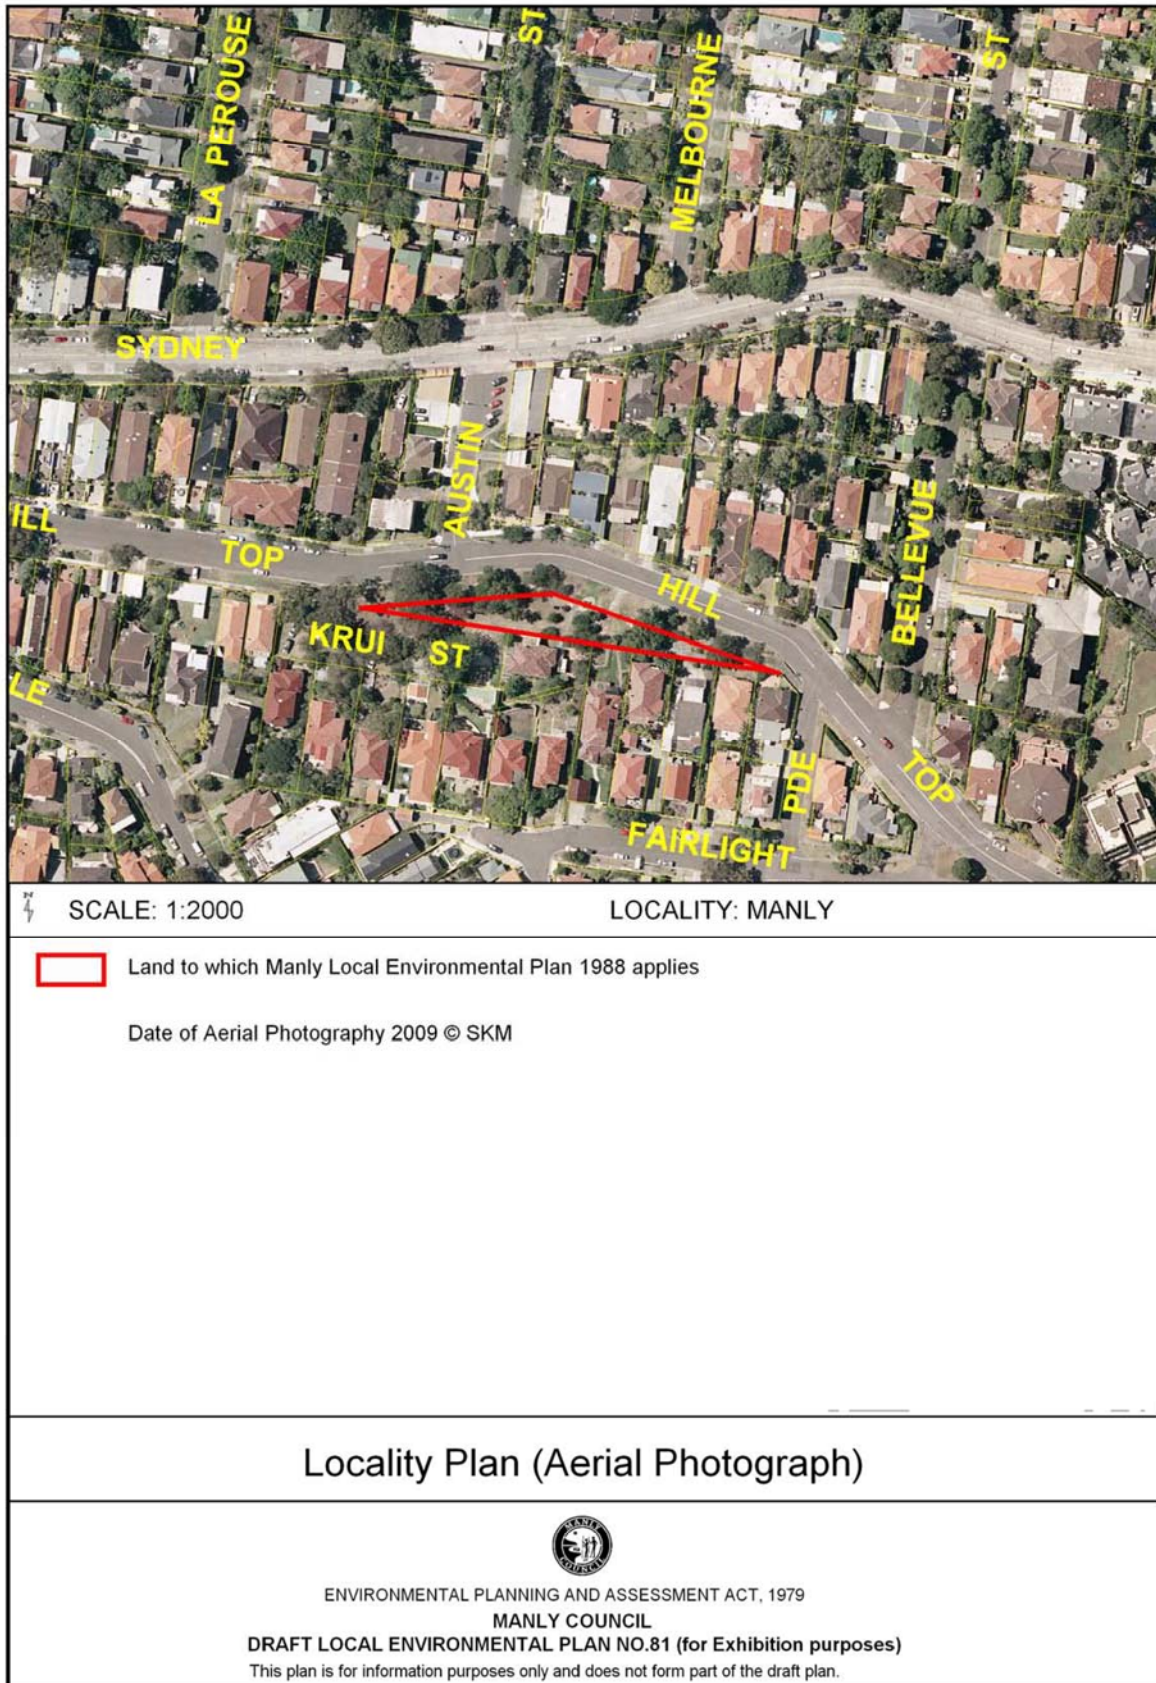 LA PEROUSE
ST
MELBOURNE
ST
SYDNEY
AUSTIN
BELLEVUE
ILL
TOP
HILL
KRUI ST
LE
PDE
TOP
FAIRLIGHT
N
SCALE: 1:2000
LOCALITY: MANLY
Land to which Manly Local Environmental Plan 1988 applies
Date of Aerial Photography 2009 © SKM
Locality Plan (Aerial Photograph)
MANLY
COUNCIL
ENVIRONMENTAL PLANNING AND ASSESSMENT ACT, 1979
MANLY COUNCIL
DRAFT LOCAL ENVIRONMENTAL PLAN NO.81 (for Exhibition purposes)
This plan is for information purposes only and does not form part of the draft plan.